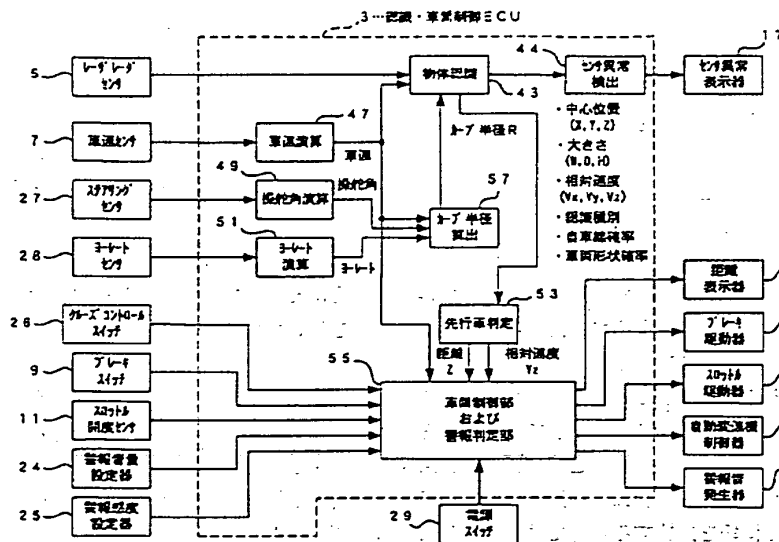 3…認識・車間制御ECU
5
レーザレーダ
センサ
物体認識
43
44
センサ異常
検出
17
センサ異常
表示器
7
車速センサ
47
車速演算
車速
カーブ半径R
・中心位置
(X,Y,Z)
・大きさ
(W,D,H)
・相対速度
(Vx,Vy,Vz)
・認識種別
・自車線確率
・車両形状確率
27
ステアリング
センサ
49
操舵角演算
操舵角
57
カーブ半径
算出
28
ヨーレート
センサ
51
ヨーレート
演算
ヨーレート
53
先行車判定
距離
Z
相対速度
Vz
26
クルーズコントロール
スイッチ
9
ブレーキ
スイッチ
11
スロットル
開度センサ
24
警報音量
設定器
25
警報感度
設定器
55
車間制御部
および
警報判定部
29
電源
スイッチ
距離
表示器
ブレーキ
駆動器
スロットル
駆動器
自動変速機
制御器
警報音
発生器